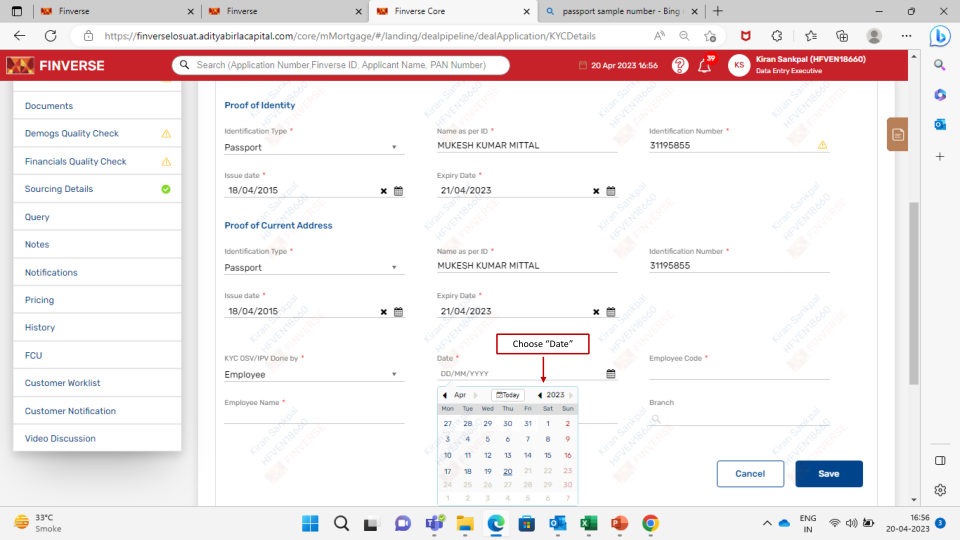 Finverse
Finverse
Finverse Core
passport sample number - Bing
https://finverselosuat.adityabirlacapital.com/core/mMortgage/#/landing/dealpipeline/dealApplication/KYCDetails
FINVERSE
Search (Application Number,Finverse ID, Applicant Name, PAN Number)
20 Apr 2023 16:56
39
KS
Kiran Sankpal (HFVEN18660)
Data Entry Executive
Documents
Demogs Quality Check
Financials Quality Check
Sourcing Details
Query
Notes
Notifications
Pricing
History
FCU
Customer Worklist
Customer Notification
Video Discussion
Proof of Identity
Identification Type *
Name as per ID *
Identification Number *
Passport
MUKESH KUMAR MITTAL
31195855
Issue date *
Expiry Date *
18/04/2015
21/04/2023
Proof of Current Address
Identification Type *
Name as per ID *
Identification Number *
Passport
MUKESH KUMAR MITTAL
31195855
Issue date *
Expiry Date *
18/04/2015
21/04/2023
Choose “Date”
KYC OSV/IPV Done by *
Date *
Employee Code *
Employee
DD/MM/YYYY
Apr Today 2023
Mon Tue Wed Thu Fri Sat Sun
27 28 29 30 31 1 2
3 4 5 6 7 8 9
10 11 12 13 14 15 16
17 18 19 20 21 22 23
24 25 26 27 28 29 30
1 2 3 4 5 6 7
Employee Name *
Branch
Cancel
Save
33°C
Smoke
ENG
IN
16:56
20-04-2023
3